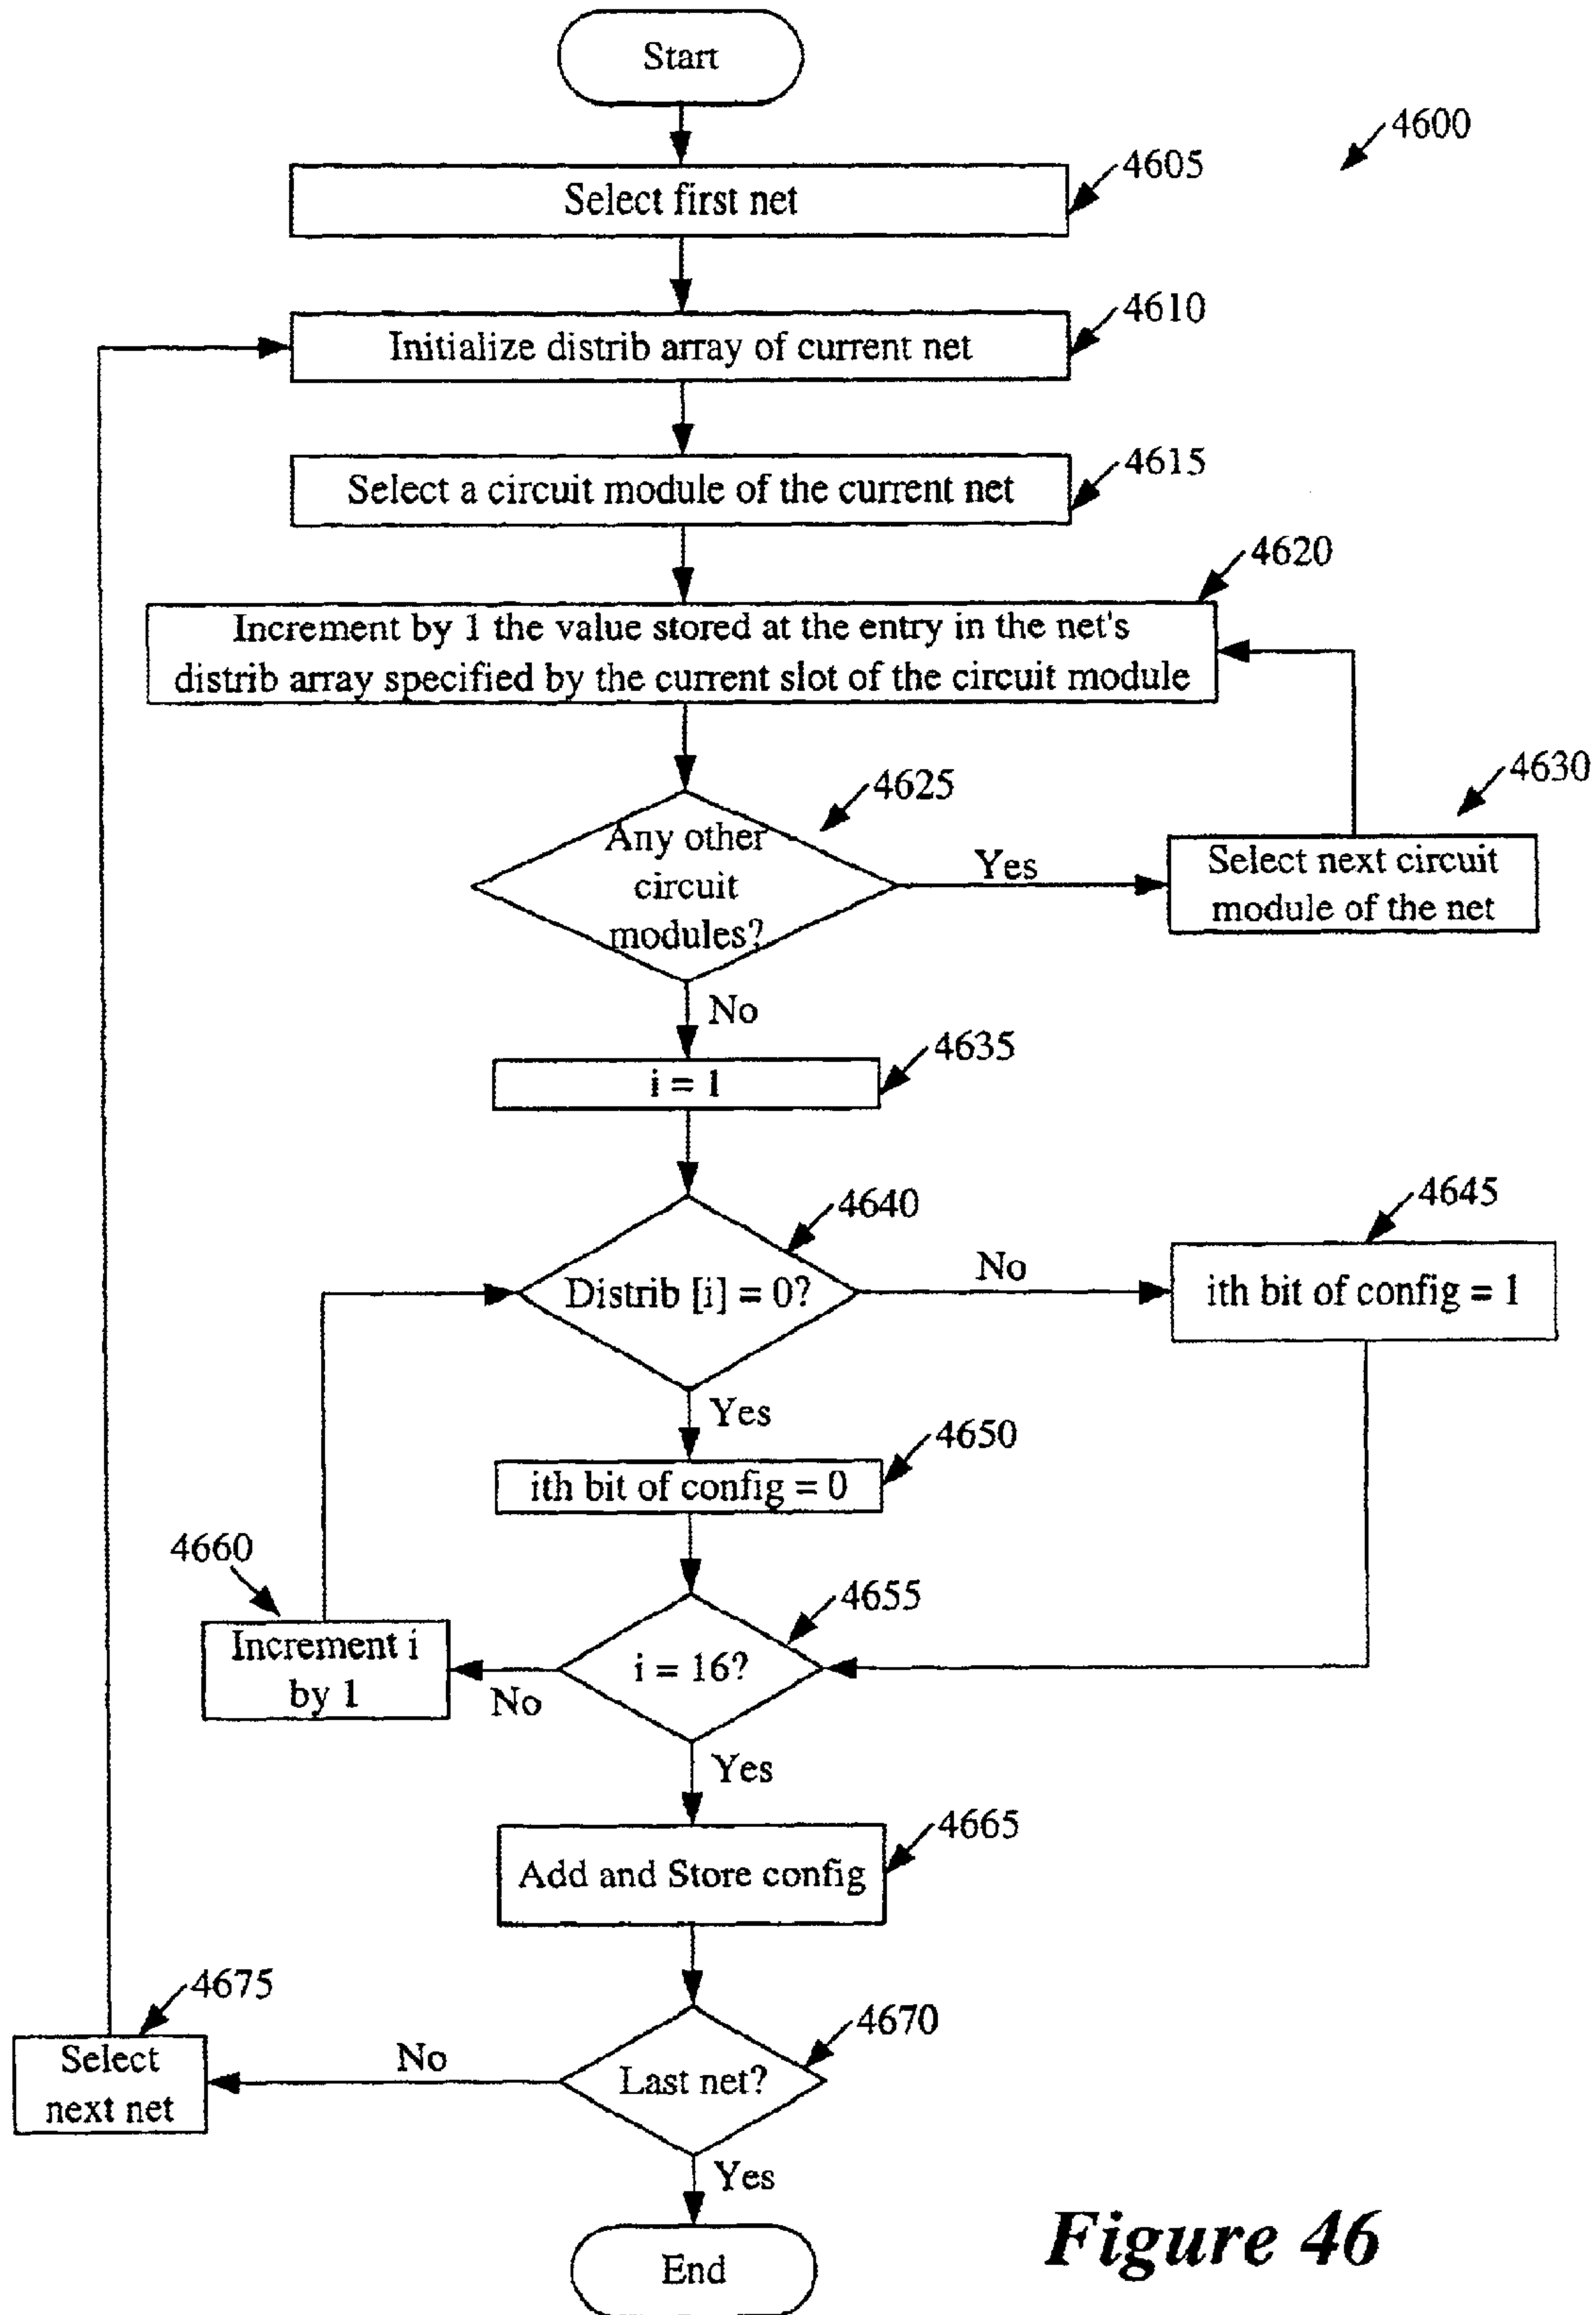 Start
4600
4605
Select first net
4610
Initialize distrib array of current net
4615
Select a circuit module of the current net
4620
Increment by 1 the value stored at the entry in the net's
distrib array specified by the current slot of the circuit module
4625
4630
Any other
circuit
modules?
Yes
Select next circuit
module of the net
No
4635
i = 1
4640
4645
Distrib [i] = 0?
No
ith bit of config = 1
Yes
4650
ith bit of config = 0
4660
4655
Increment i
by 1
No
i = 16?
Yes
4665
Add and Store config
4675
4670
Select
next net
No
Last net?
Yes
End
Figure 46